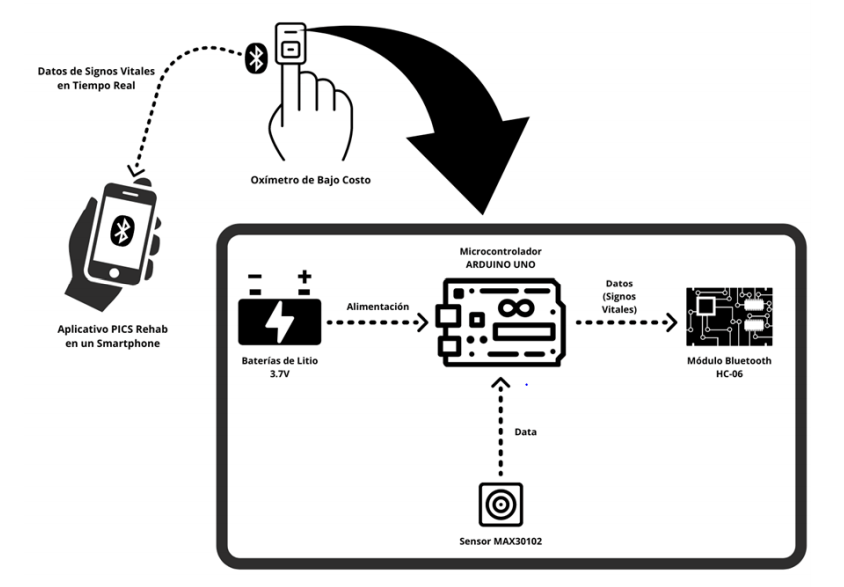 Datos de Signos Vitales
en Tiempo Real
Oxímetro de Bajo Costo
Aplicativo PICS Rehab
en un Smartphone
Microcontrolador
ARDUINO UNO
Alimentación
Datos
(Signos
Vitales)
Baterías de Litio
3.7V
Módulo Bluetooth
HC-06
Data
Sensor MAX30102